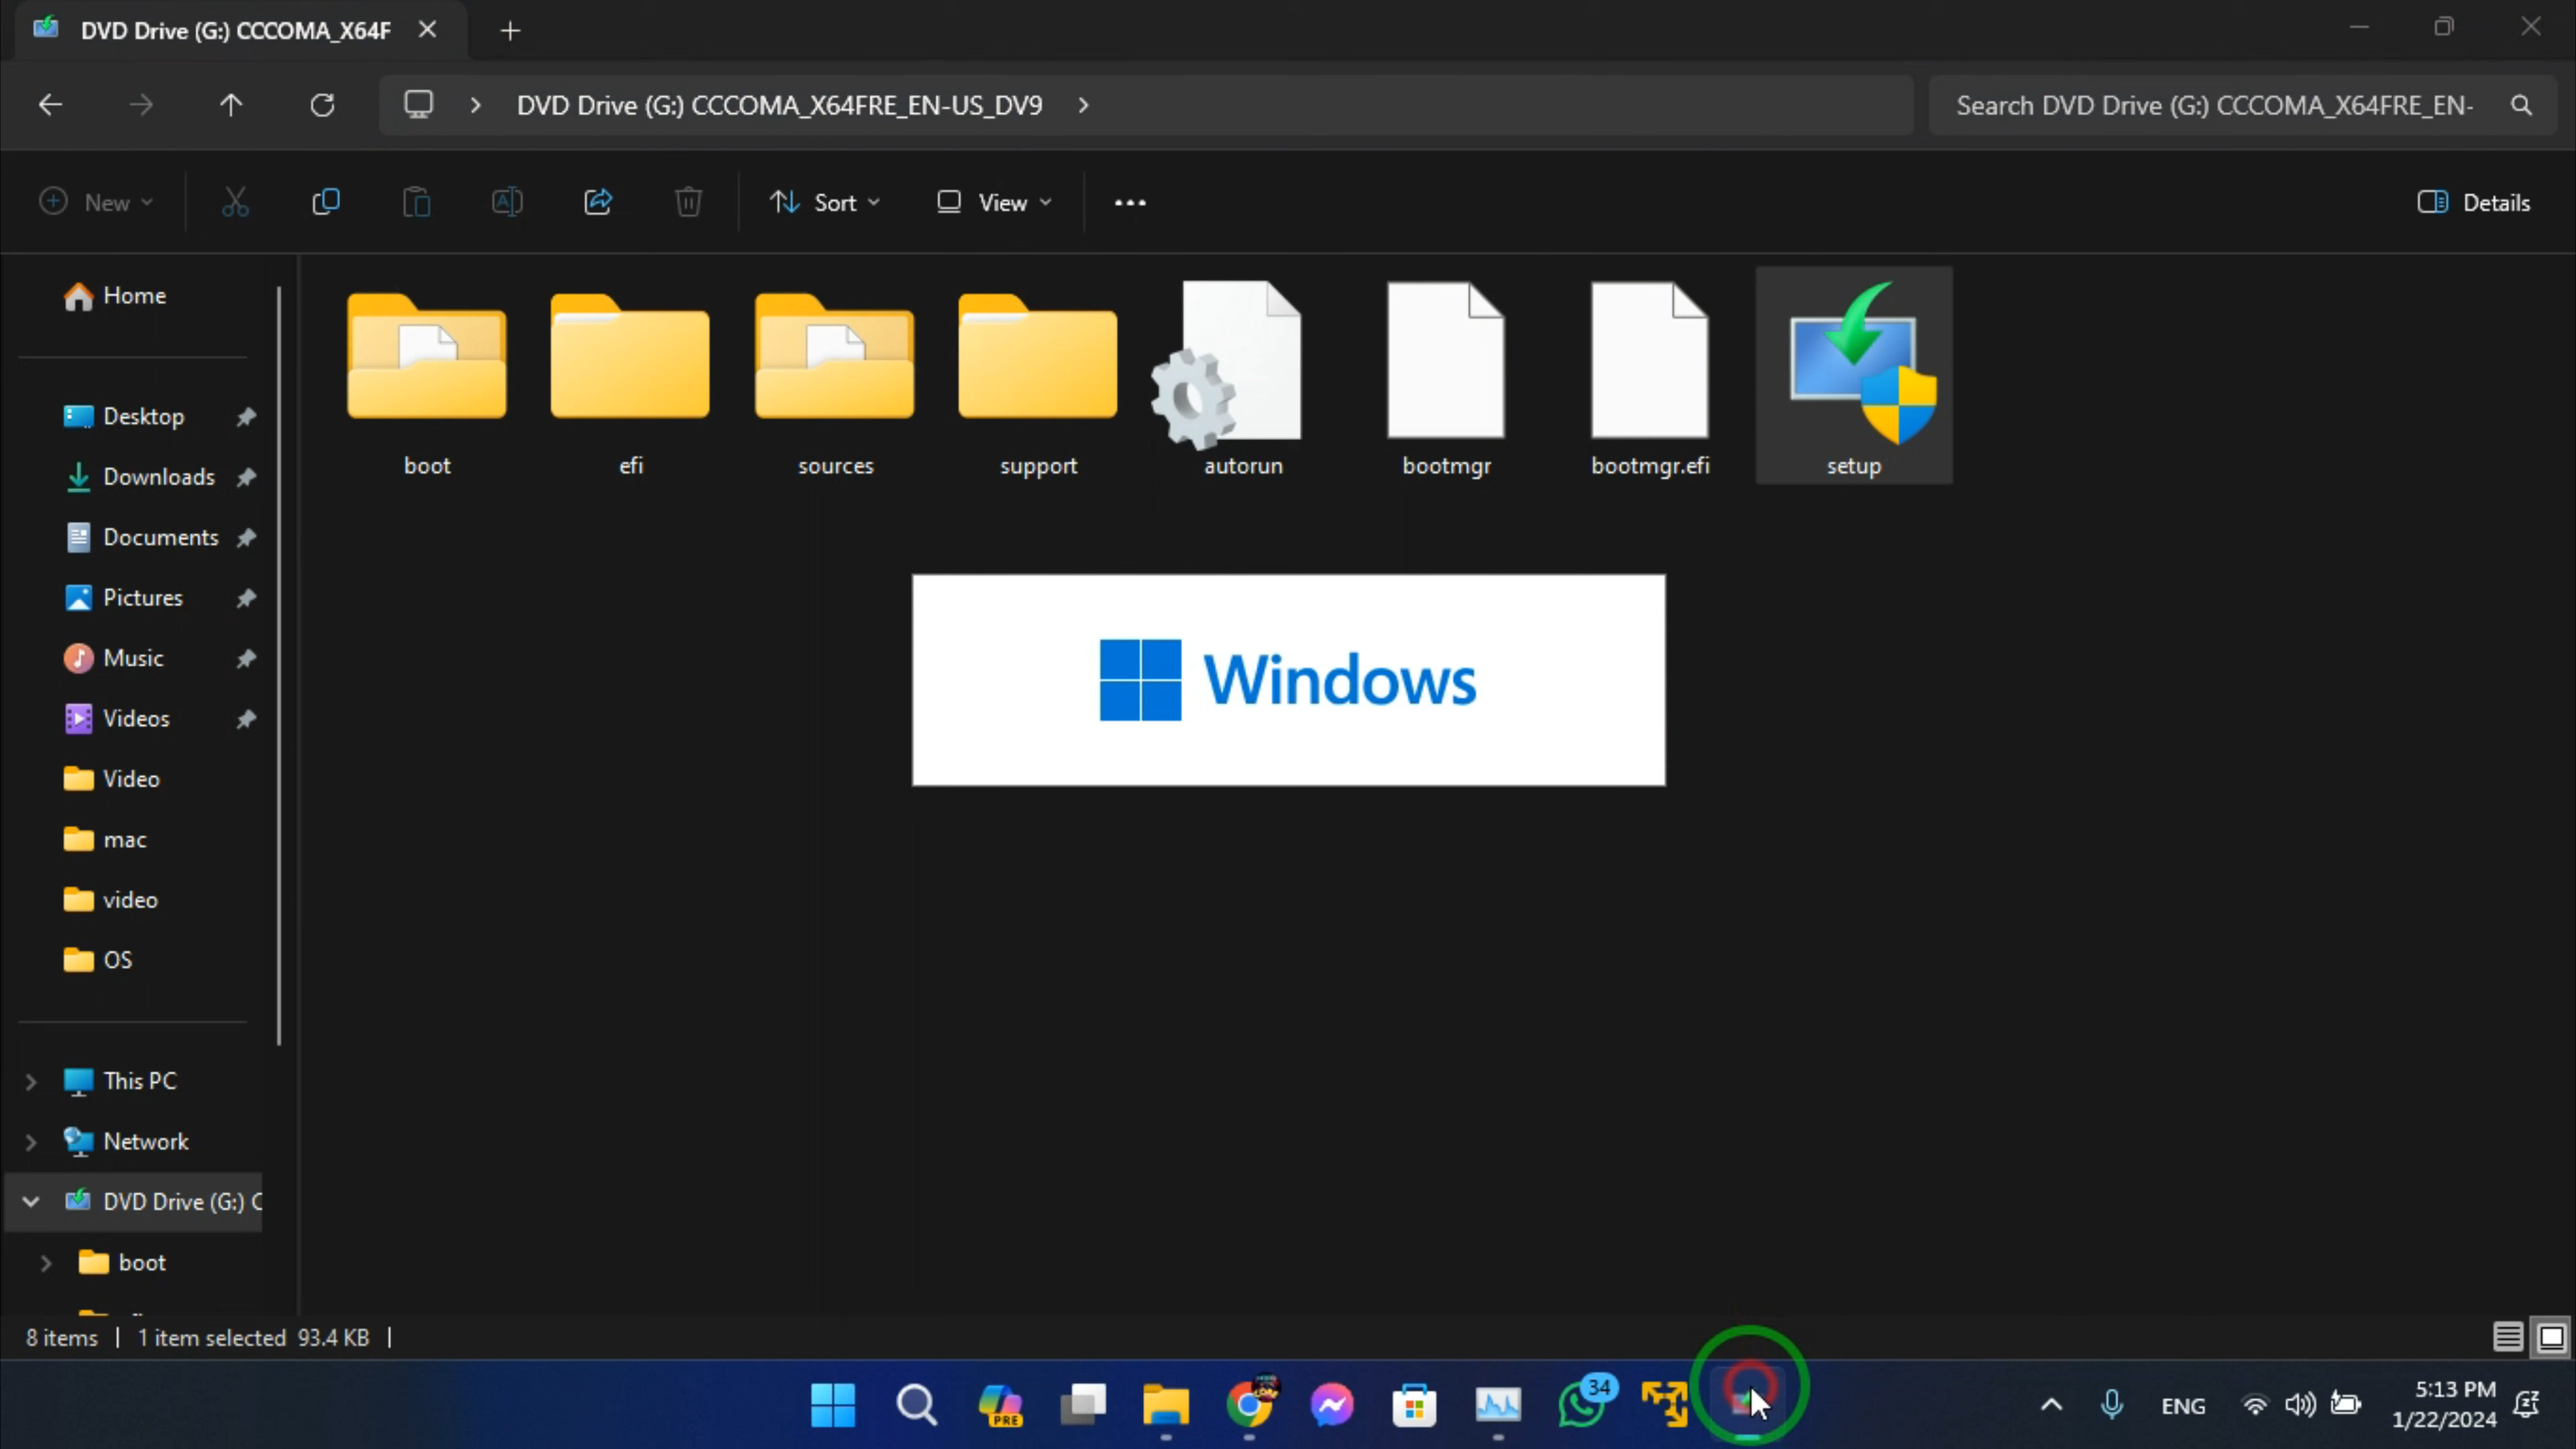 DVD Drive (G:) CCCOMA_X64F
DVD Drive (G:) CCCOMA_X64FRE_EN-US_DV9
Search DVD Drive (G:) CCCOMA_X64FRE_EN-
New
Sort
View
Details
Home
Desktop
Downloads
Documents
Pictures
Music
Videos
Video
mac
video
OS
This PC
Network
DVD Drive (G:) C
boot
boot
efi
sources
support
autorun
bootmgr
bootmgr.efi
setup
Windows
8 items
1 item selected 93.4 KB
PRE
34
ENG
5:13 PM
1/22/2024